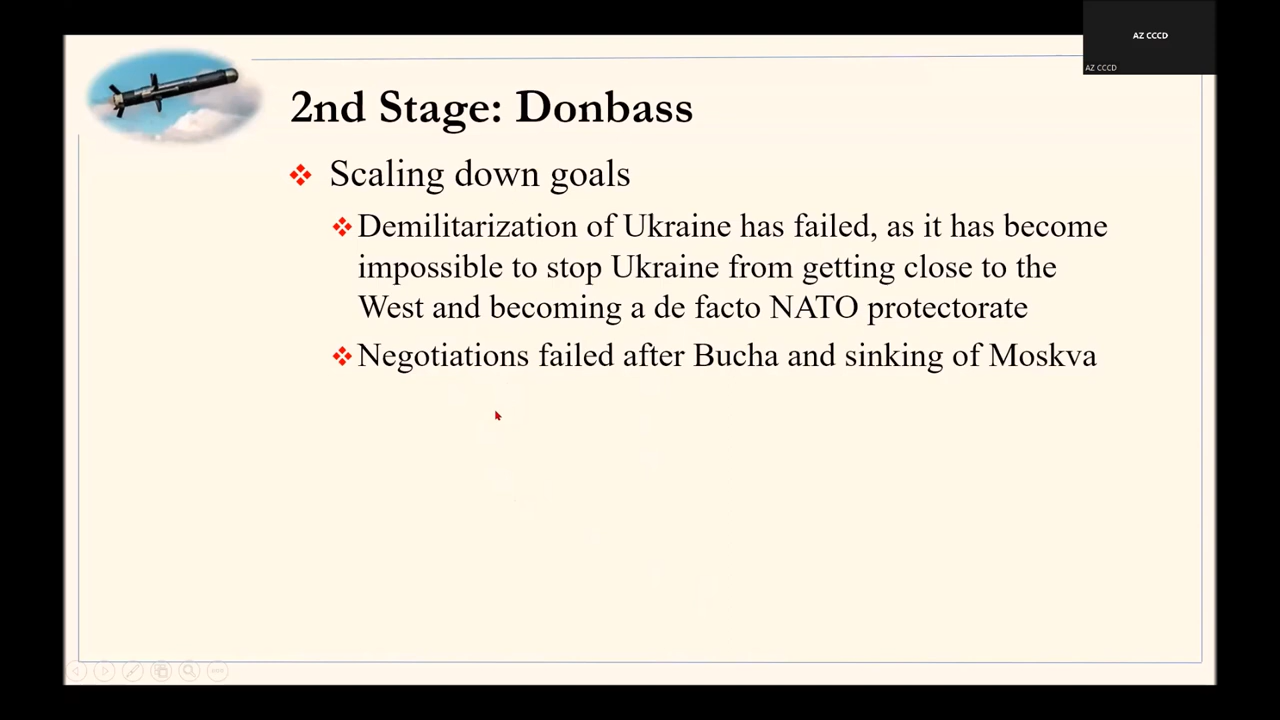 AZ CCCD
AZ CCCD
2nd Stage: Donbass
Scaling down goals
Demilitarization of Ukraine has failed, as it has become
impossible to stop Ukraine from getting close to the
West and becoming a de facto NATO protectorate
Negotiations failed after Bucha and sinking of Moskva